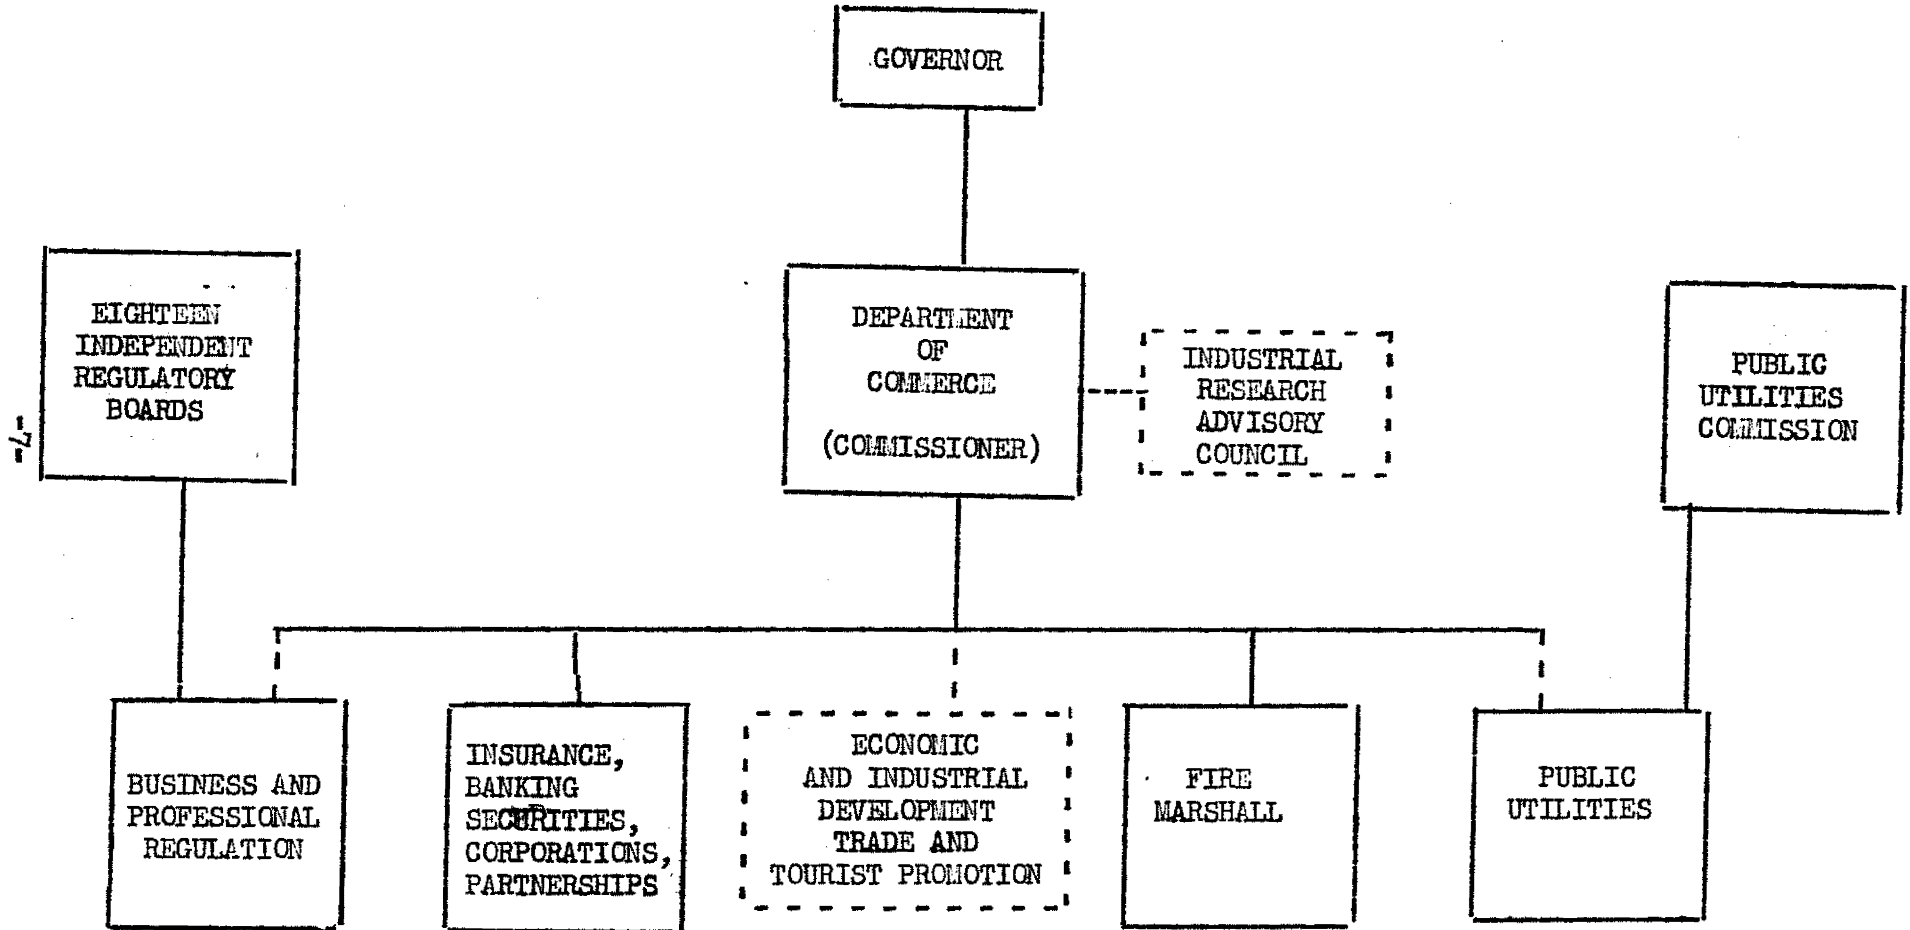 GOVERNOR
EIGHTEEN
INDEPENDENT
REGULATORY
BOARDS
DEPARTMENT
OF
COMMERCE
(COMMISSIONER)
INDUSTRIAL
RESEARCH
ADVISORY
COUNCIL
PUBLIC
UTILITIES
COMMISSION
-7-
BUSINESS AND
PROFESSIONAL
REGULATION
INSURANCE,
BANKING
SECURITIES,
CORPORATIONS,
PARTNERSHIPS
ECONOMIC
AND INDUSTRIAL
DEVELOPMENT
TRADE AND
TOURIST PROMOTION
FIRE
MARSHALL
PUBLIC
UTILITIES